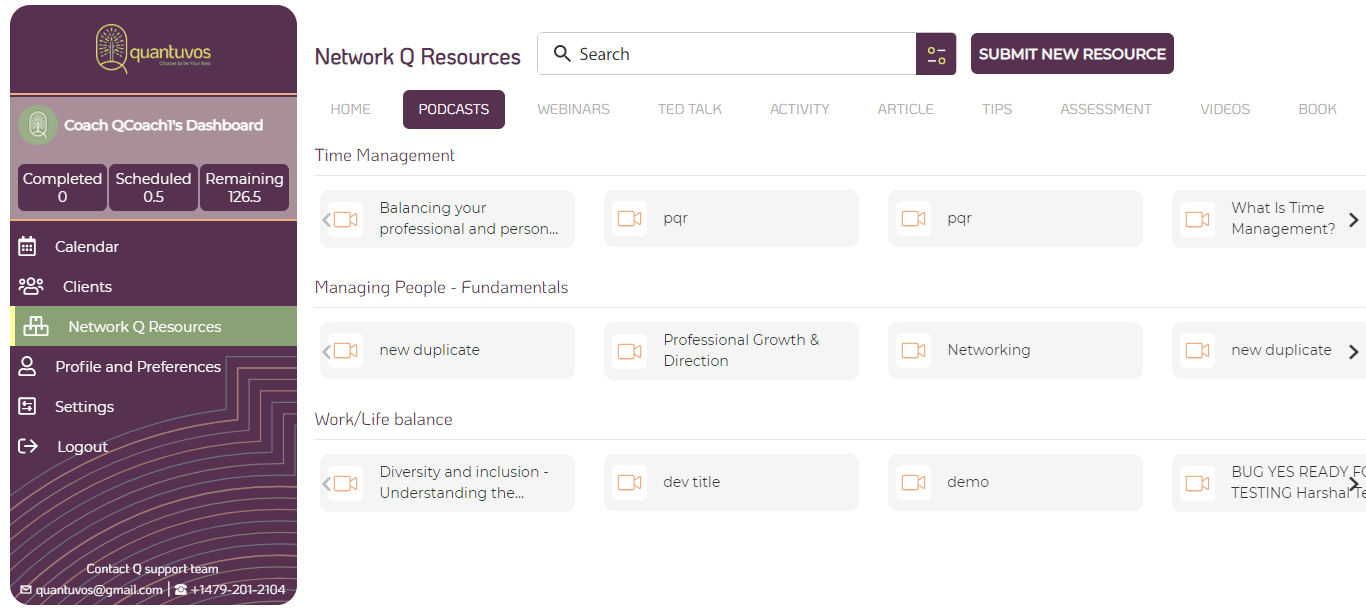 quantuvos
Choose to be Your Best
Coach QCoach1's Dashboard
Completed
0
Scheduled
0.5
Remaining
126.5
Calendar
Clients
Network Q Resources
Profile and Preferences
Settings
Logout
Contact Q support team
quantuvos@gmail.com | +1479-201-2104
Network Q Resources
Search
SUBMIT NEW RESOURCE
HOME PODCASTS WEBINARS TED TALK ACTIVITY ARTICLE TIPS ASSESSMENT VIDEOS BOOK
Time Management
Balancing your
professional and person...
pqr
pqr
What Is Time
Management?
Managing People - Fundamentals
new duplicate
Professional Growth &
Direction
Networking
new duplicate
Work/Life balance
Diversity and inclusion -
Understanding the...
dev title
demo
BUG YES READY FO
TESTING Harshal Te